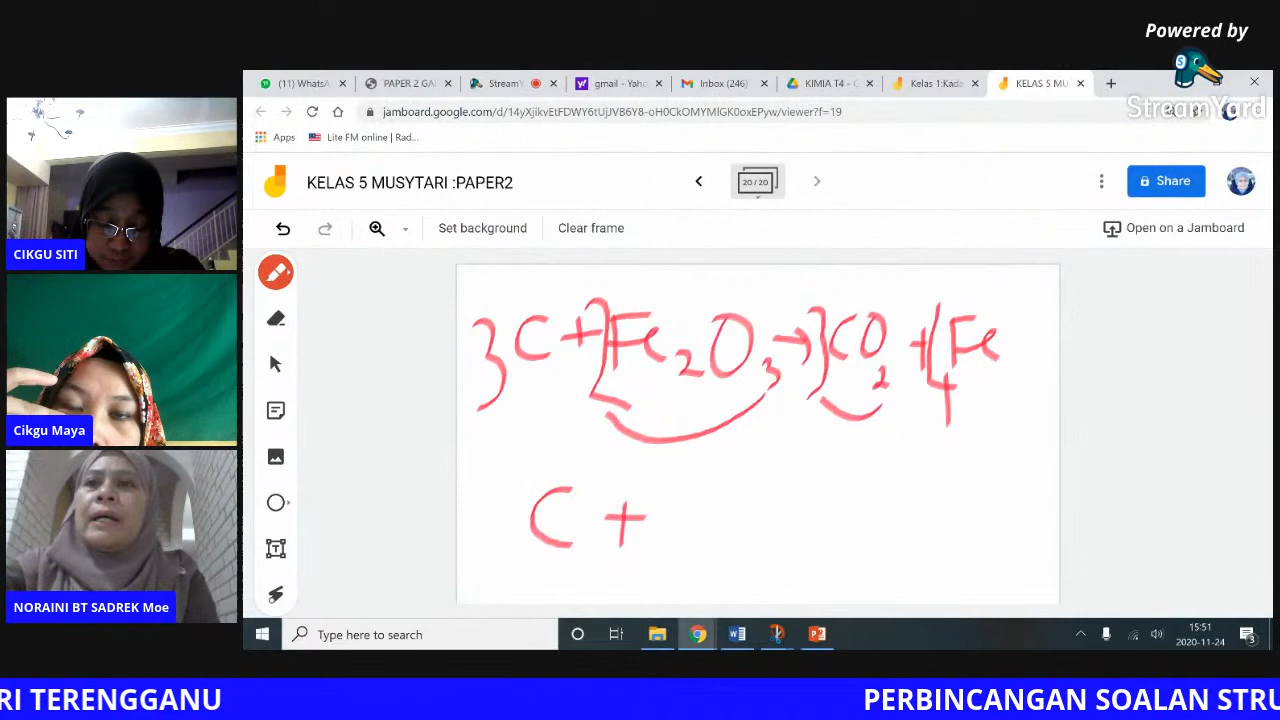 Powered by
StreamYard
(11) WhatsA
PAPER 2 GAI
StreamY
gmail - Yaho
Inbox (246)
KIMIA T4 - G
Kelas 1:Kada
KELAS 5 MU
jamboard.google.com/d/14yXjikvEtFDWY6tUjJVB6Y8-oH0CkOMYMlGK0oxEPyw/viewer?f=19
Apps
Lite FM online | Rad...
KELAS 5 MUSYTARI :PAPER2
20 / 20
Share
Set background
Clear frame
Open on a Jamboard
3C + 2Fe2O3 → 3CO2 + 4Fe
C +
CIKGU SITI
Cikgu Maya
NORAINI BT SADREK Moe
Type here to search
15:51
2020-11-24
3
RI TERENGGANU
PERBINCANGAN SOALAN STRU